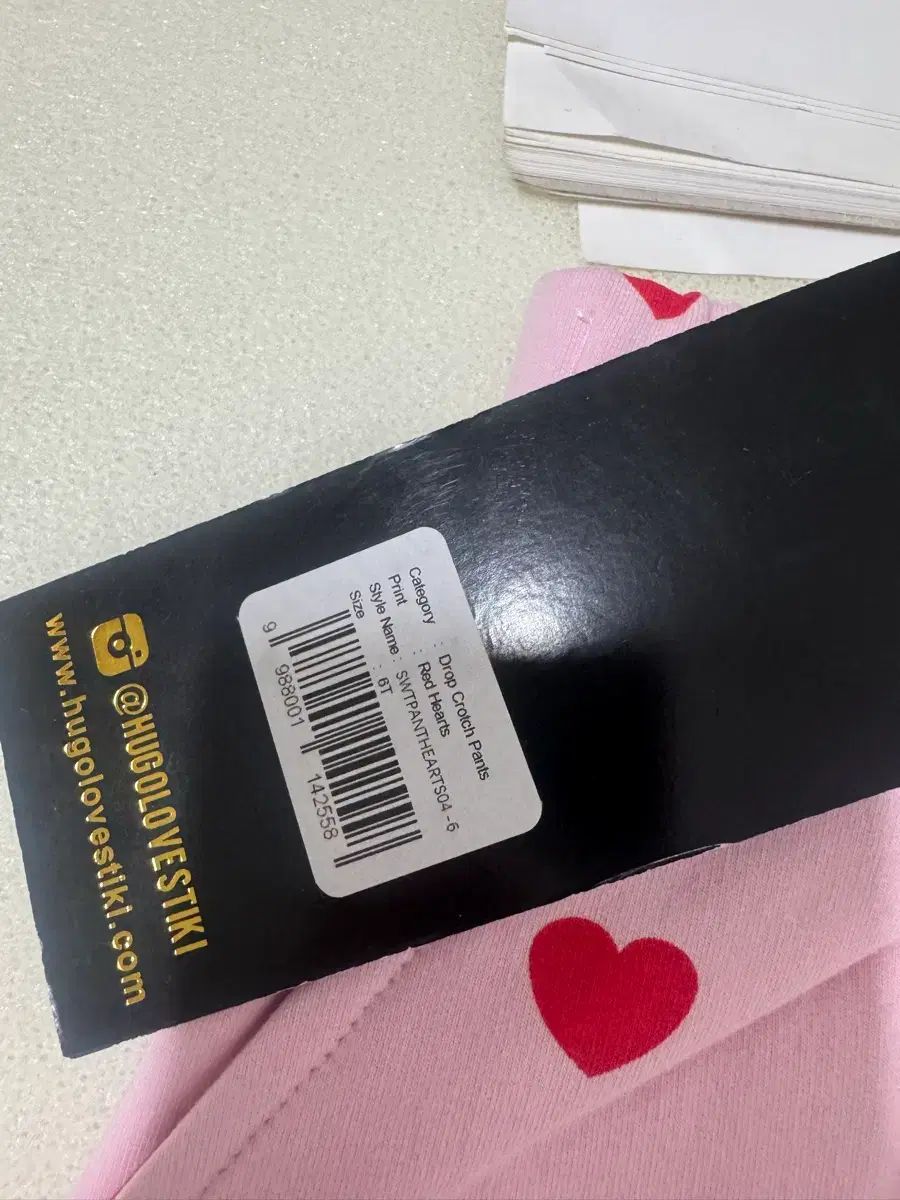 Category : Drop Crotch Pants
Print : Red Hearts
Style Name : SWTPANTHEARTS04-6
Size : 6T
9 988001 142558
@HUGOLOVESTIKI
www.hugolovestiki.com